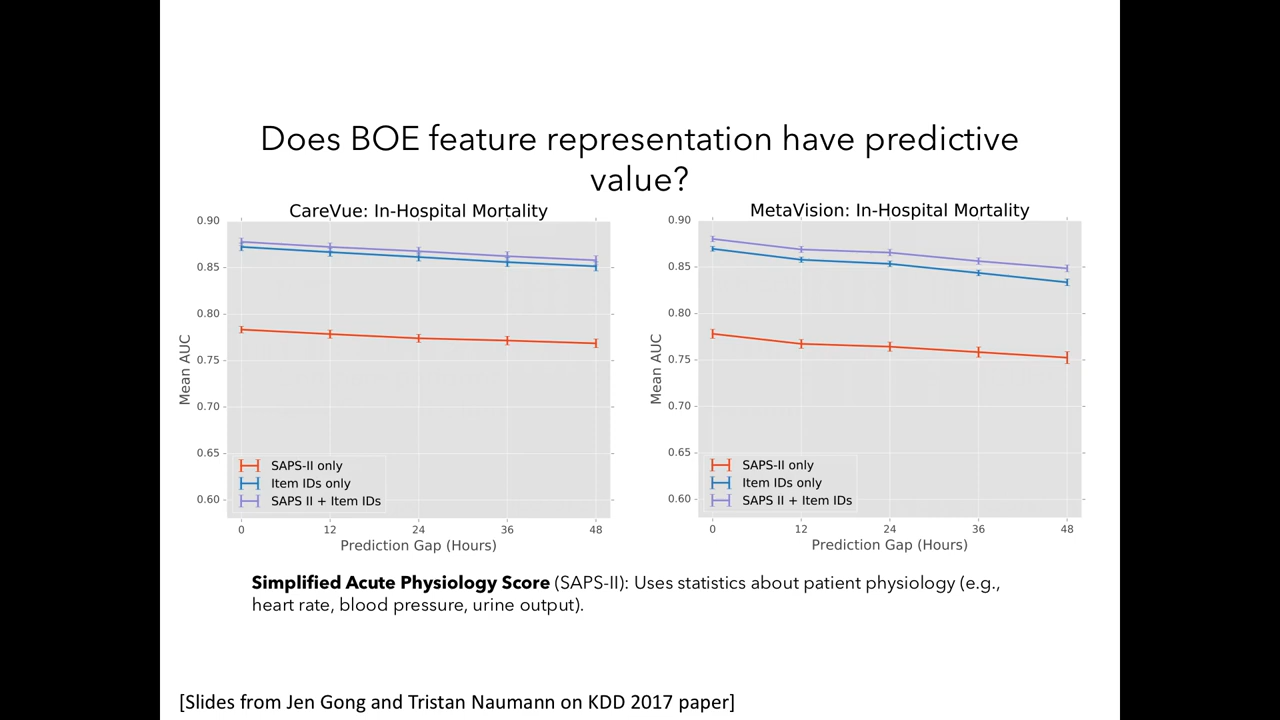 Does BOE feature representation have predictive
value?
CareVue: In-Hospital Mortality
0.90
0.85
0.80
0.75
0.70
0.65
0.60
Mean AUC
SAPS-II only
Item IDs only
SAPS II + Item IDs
0 12 24 36 48
Prediction Gap (Hours)
MetaVision: In-Hospital Mortality
0.90
0.85
0.80
0.75
0.70
0.65
0.60
Mean AUC
SAPS-II only
Item IDs only
SAPS II + Item IDs
0 12 24 36 48
Prediction Gap (Hours)
Simplified Acute Physiology Score (SAPS-II): Uses statistics about patient physiology (e.g.,
heart rate, blood pressure, urine output).
[Slides from Jen Gong and Tristan Naumann on KDD 2017 paper]